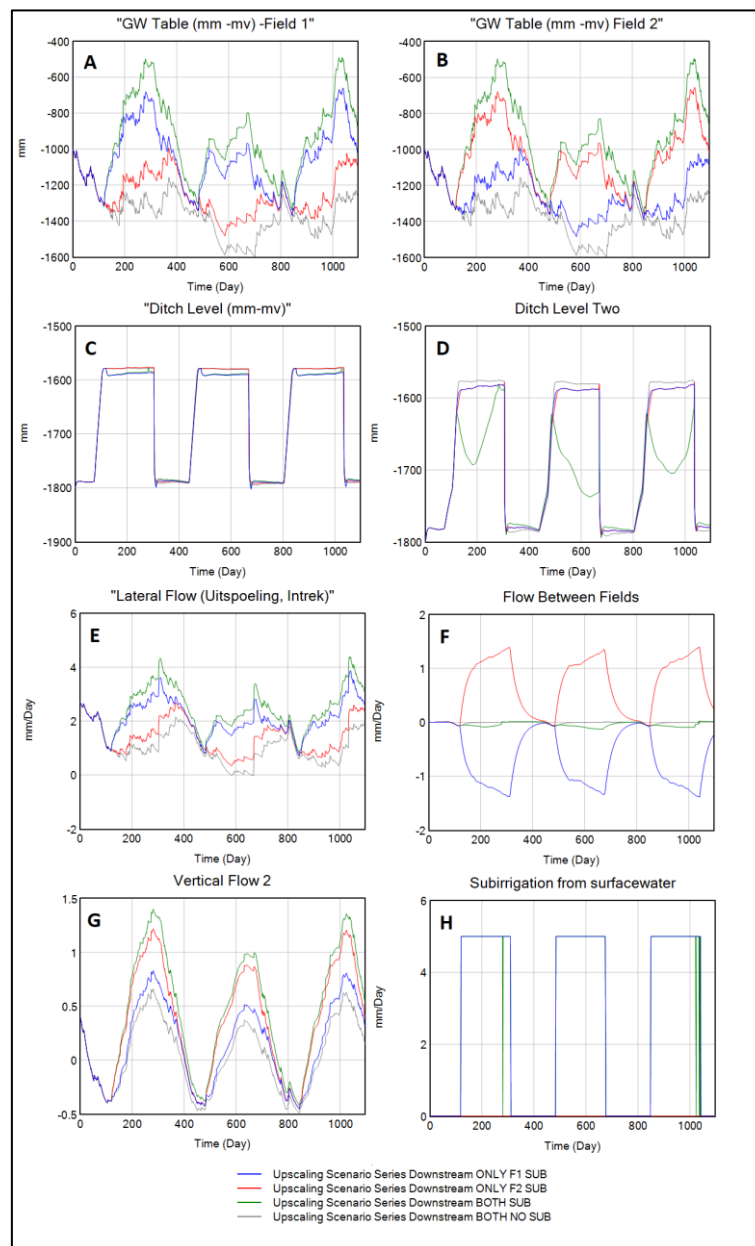 "GW Table (mm -mv) -Field 1"
A
-400
-600
-800
-1000
-1200
-1400
-1600
mm
0 200 400 600 800 1000
Time (Day)
"GW Table (mm -mv) Field 2"
B
-400
-600
-800
-1000
-1200
-1400
-1600
0 200 400 600 800 1000
Time (Day)
"Ditch Level (mm-mv)"
C
-1500
-1600
-1700
-1800
-1900
mm
0 200 400 600 800 1000
Time (Day)
Ditch Level Two
D
-1500
-1600
-1700
-1800
mm
0 200 400 600 800 1000
Time (Day)
"Lateral Flow (Uitspoeling, Intrek)"
E
6
4
2
0
-2
mm/Day
0 200 400 600 800 1000
Time (Day)
Flow Between Fields
F
2
1
0
-1
-2
mm/Day
0 200 400 600 800 1000
Time (Day)
Vertical Flow 2
G
1.5
1
0.5
0
-0.5
mm/Day
0 200 400 600 800 1000
Time (Day)
Subirrigation from surfacewater
H
6
4
2
0
mm/Day
0 200 400 600 800 1000
Time (Day)
Upscaling Scenario Series Downstream ONLY F1 SUB
Upscaling Scenario Series Downstream ONLY F2 SUB
Upscaling Scenario Series Downstream BOTH SUB
Upscaling Scenario Series Downstream BOTH NO SUB